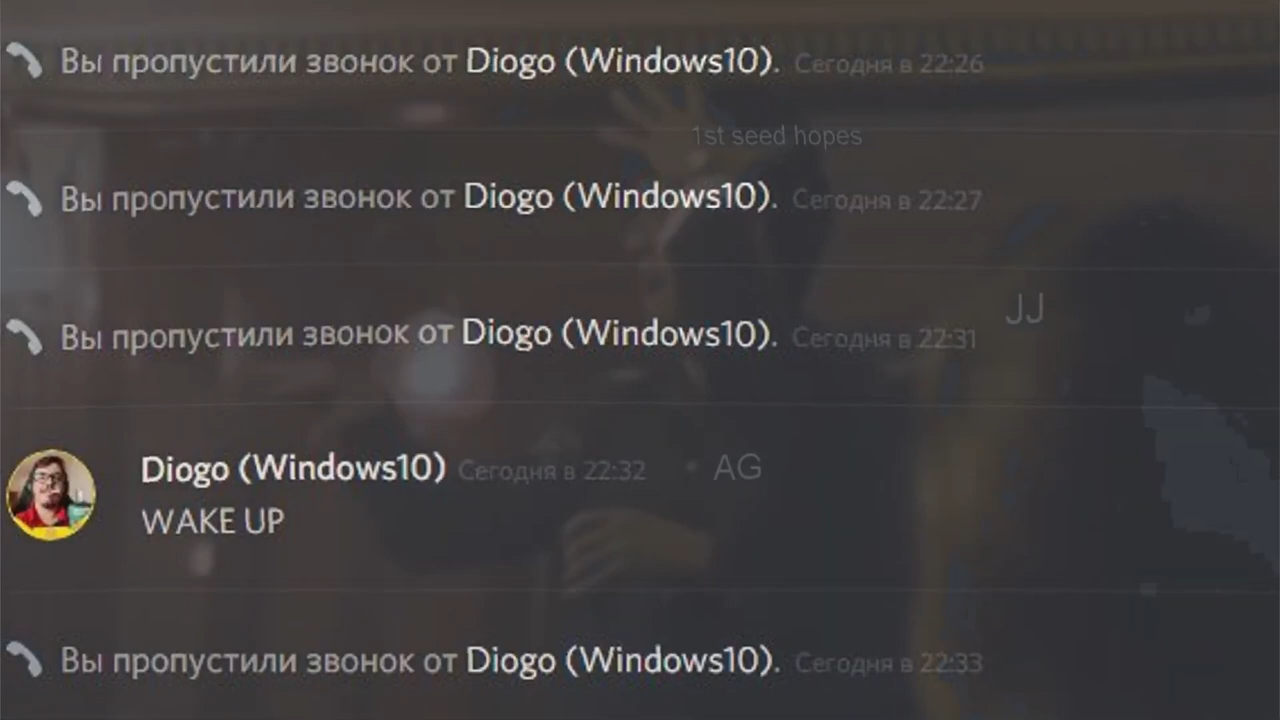 Вы пропустили звонок от Diogo (Windows10). Сегодня в 22:26
1st seed hopes
Вы пропустили звонок от Diogo (Windows10). Сегодня в 22:27
JJ
Вы пропустили звонок от Diogo (Windows10). Сегодня в 22:31
Diogo (Windows10) Сегодня в 22:32
AG
WAKE UP
Вы пропустили звонок от Diogo (Windows10). Сегодня в 22:33